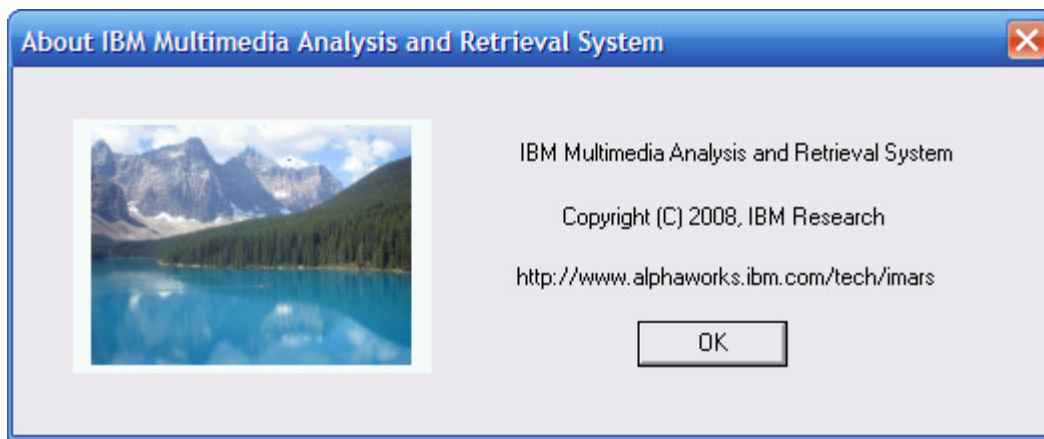 About IBM Multimedia Analysis and Retrieval System
IBM Multimedia Analysis and Retrieval System
Copyright (C) 2008, IBM Research
http://www.alphaworks.ibm.com/tech/imars
OK